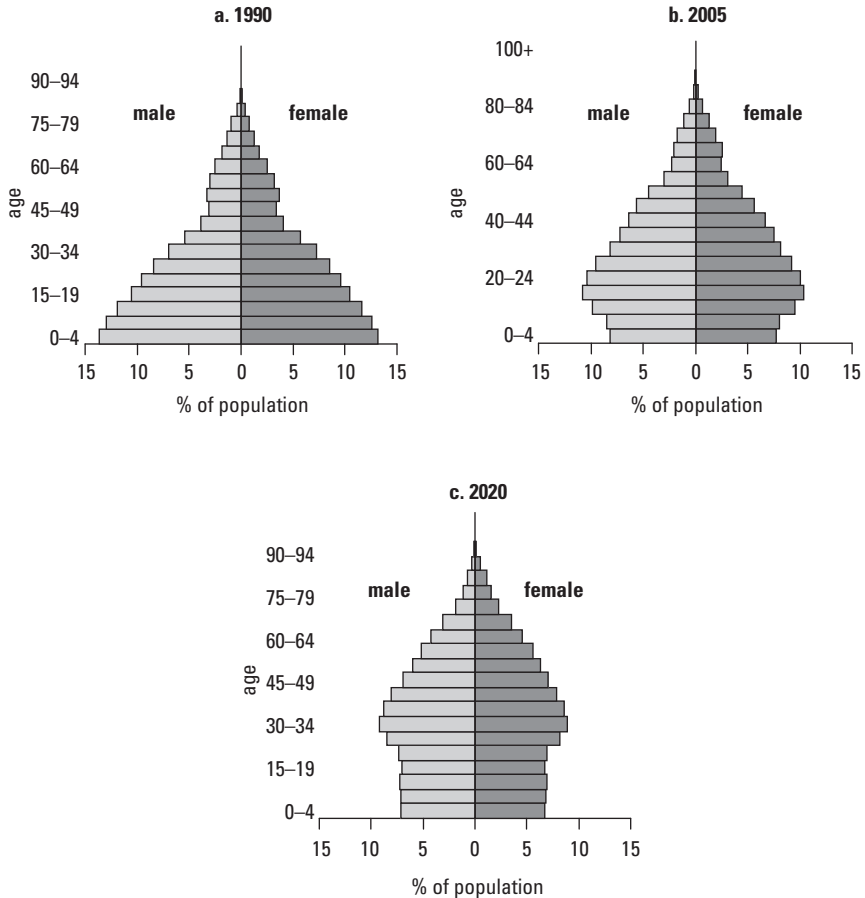 a. 1990
90–94
male female
75–79
60–64
age
45–49
30–34
15–19
0–4
15 10 5 0 5 10 15
% of population
b. 2005
100+
80–84
male female
60–64
age
40–44
20–24
0–4
15 10 5 0 5 10 15
% of population
c. 2020
90–94
male female
75–79
60–64
age
45–49
30–34
15–19
0–4
15 10 5 0 5 10 15
% of population